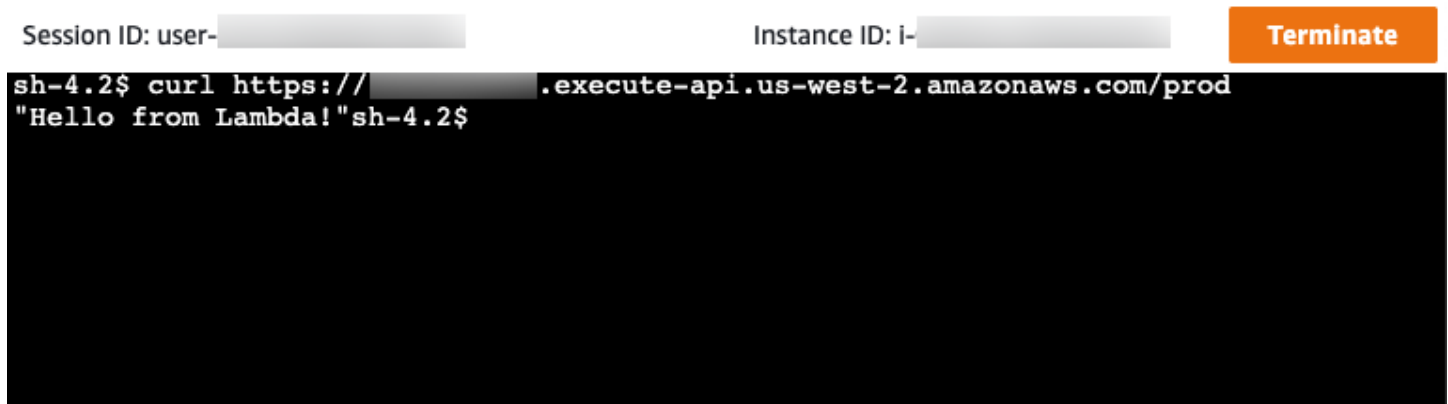 Session ID: user- Instance ID: i- Terminate
sh-4.2$ curl https:// .execute-api.us-west-2.amazonaws.com/prod
"Hello from Lambda!"sh-4.2$